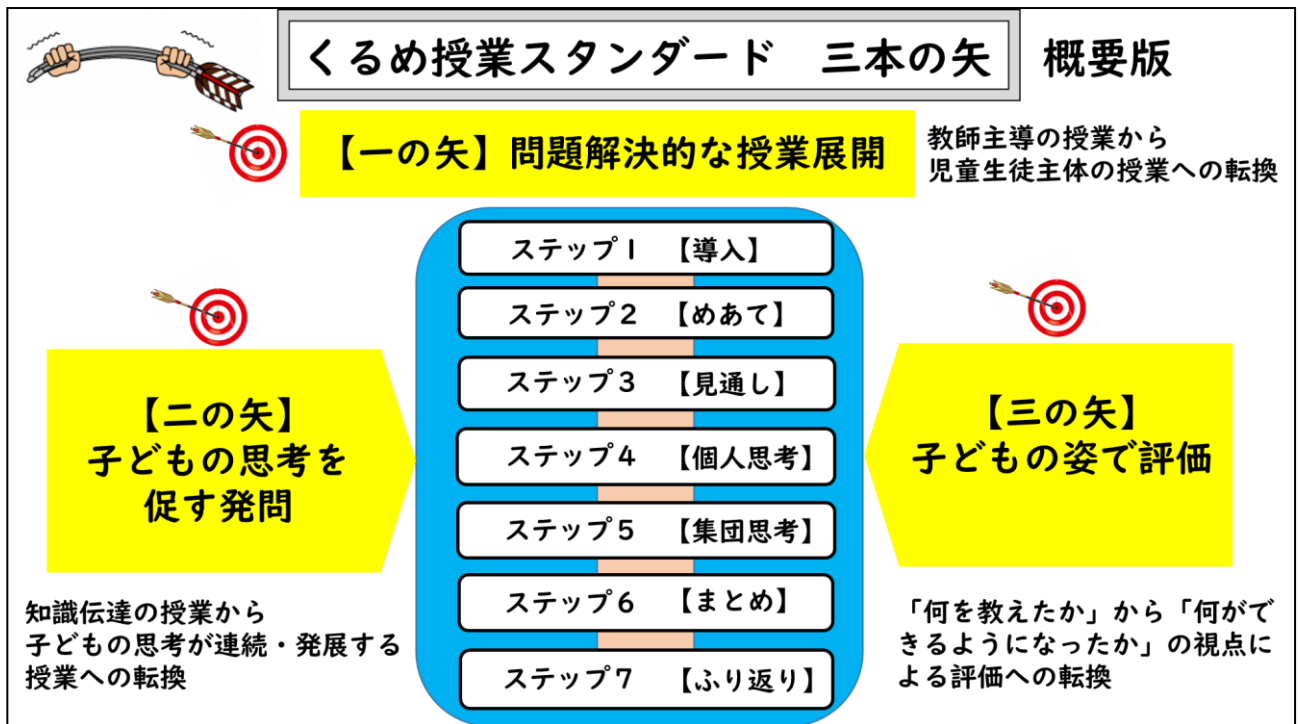 くるめ授業スタンダード　三本の矢　概要版
【一の矢】問題解決的な授業展開
教師主導の授業から
児童生徒主体の授業への転換
ステップ１　【導入】
ステップ２　【めあて】
ステップ３　【見通し】
ステップ４　【個人思考】
ステップ５　【集団思考】
ステップ６　【まとめ】
ステップ７　【ふり返り】
【二の矢】
子どもの思考を
促す発問
知識伝達の授業から
子どもの思考が連続・発展する
授業への転換
【三の矢】
子どもの姿で評価
「何を教えたか」から「何がで
きるようになったか」の視点に
よる評価への転換